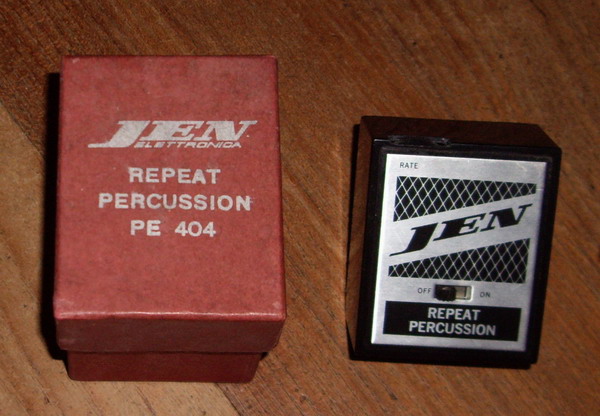 JEN
ELETTRONICA
REPEAT
PERCUSSION
PE 404
RATE
JEN
OFF ON
REPEAT
PERCUSSION